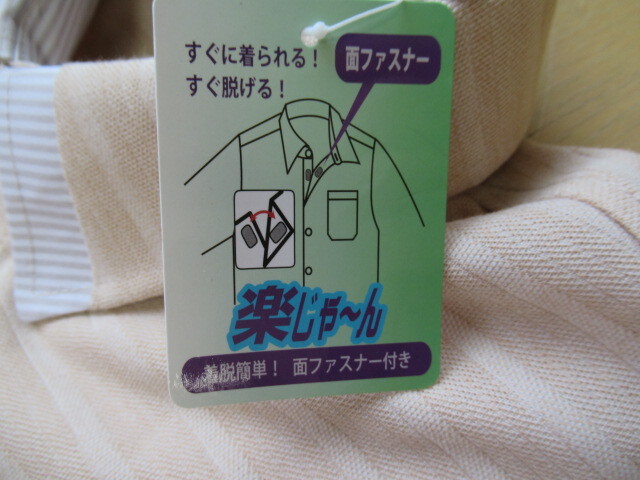 すぐに着られる！
すぐ脱げる！
面ファスナー
楽じゃ～ん
着脱簡単！ 面ファスナー付き